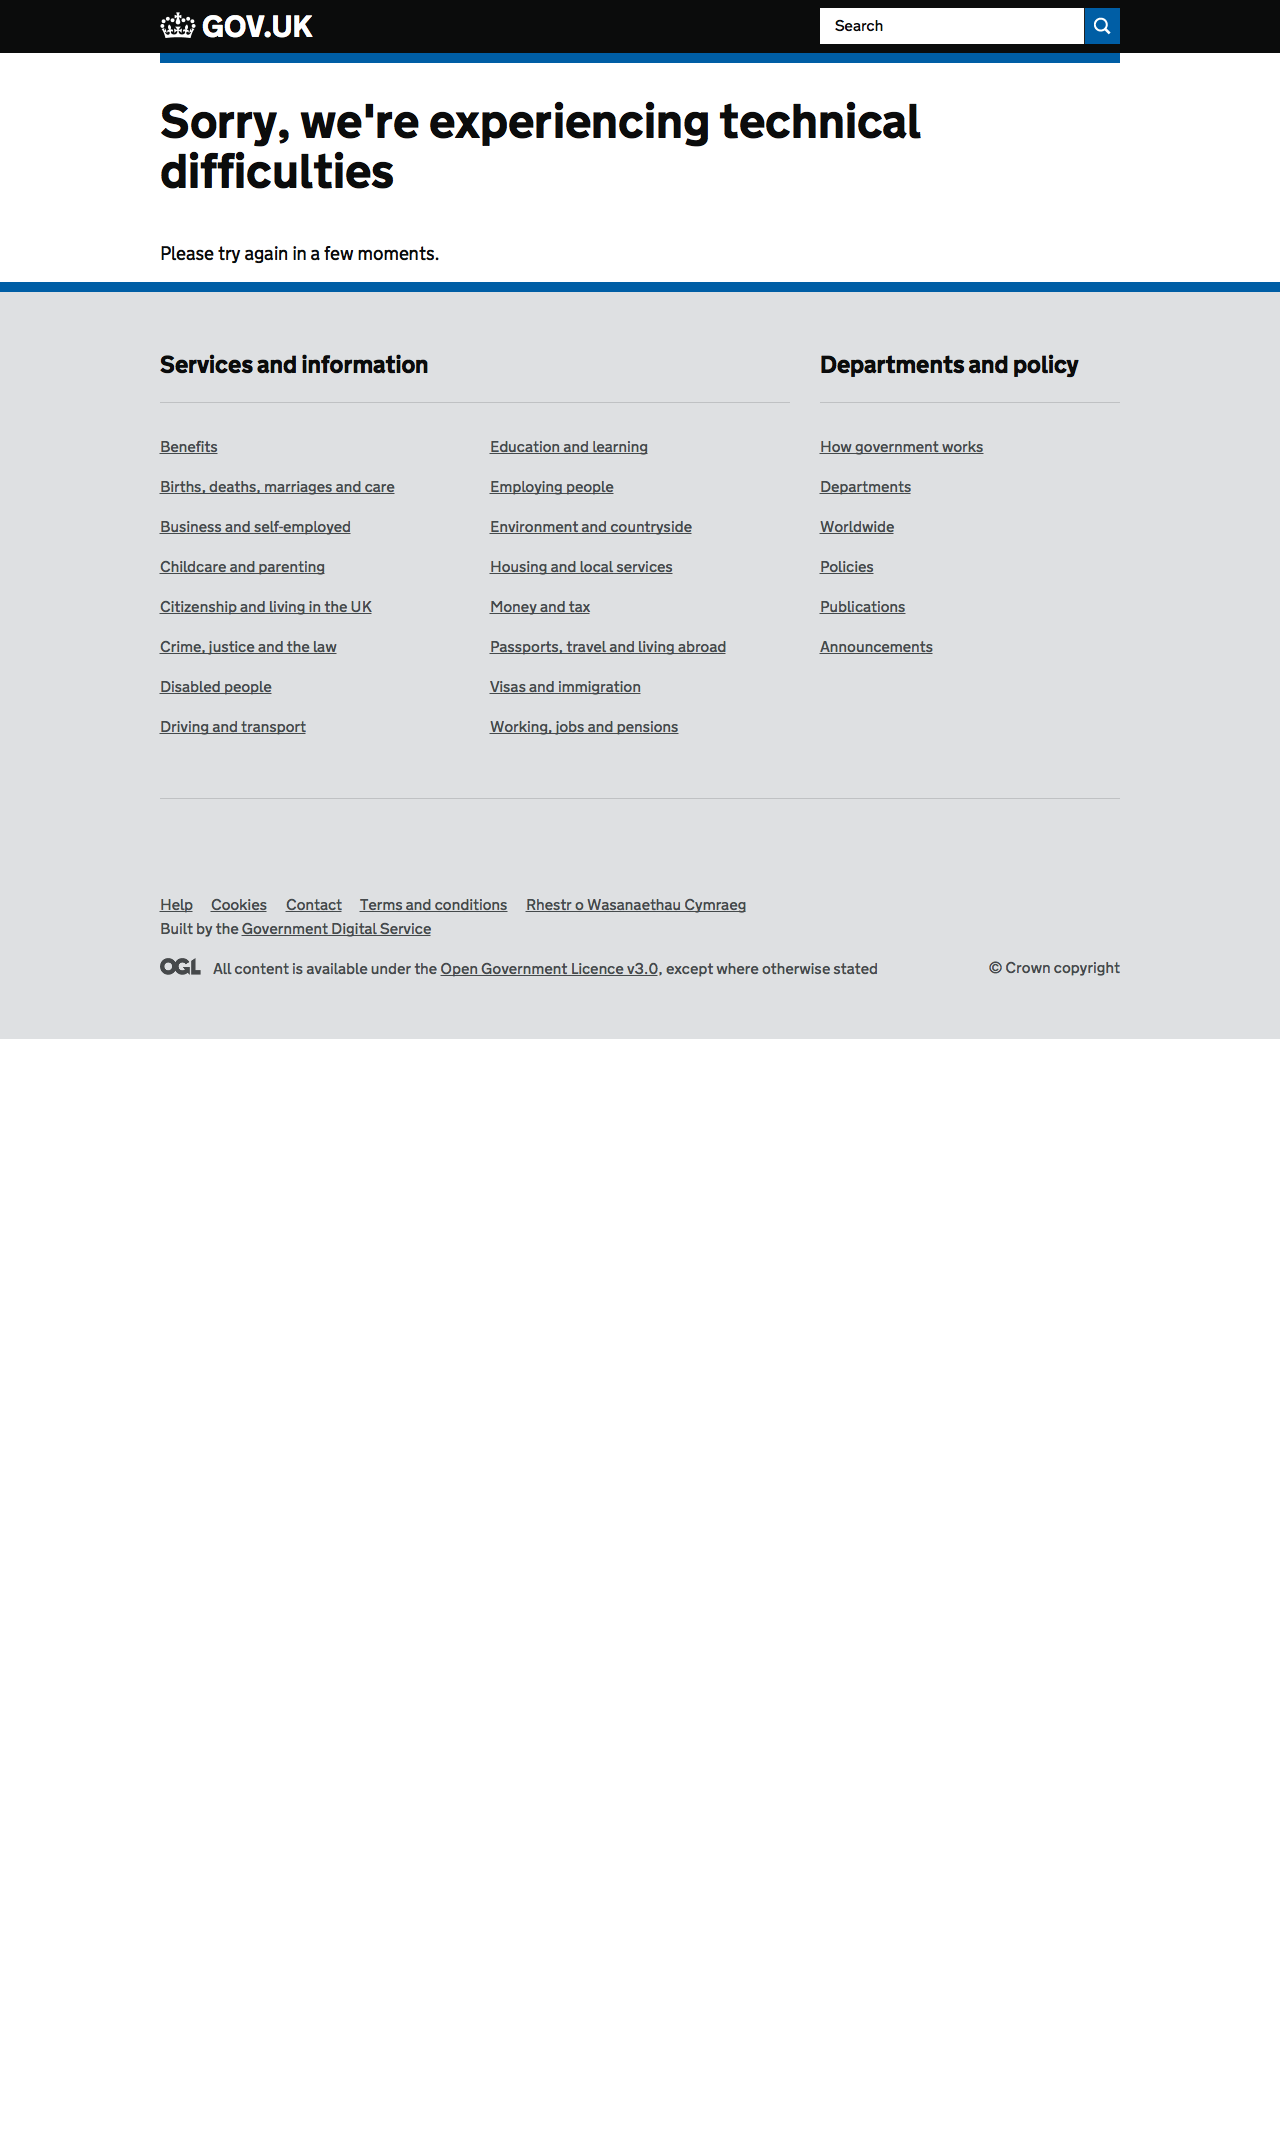 GOV.UK
Search
Sorry, we're experiencing technical
difficulties
Please try again in a few moments.
Services and information
Benefits
Births, deaths, marriages and care
Business and self-employed
Childcare and parenting
Citizenship and living in the UK
Crime, justice and the law
Disabled people
Driving and transport
Education and learning
Employing people
Environment and countryside
Housing and local services
Money and tax
Passports, travel and living abroad
Visas and immigration
Working, jobs and pensions
Departments and policy
How government works
Departments
Worldwide
Policies
Publications
Announcements
Help Cookies Contact Terms and conditions Rhestr o Wasanaethau Cymraeg
Built by the Government Digital Service
OGL All content is available under the Open Government Licence v3.0, except where otherwise stated
© Crown copyright